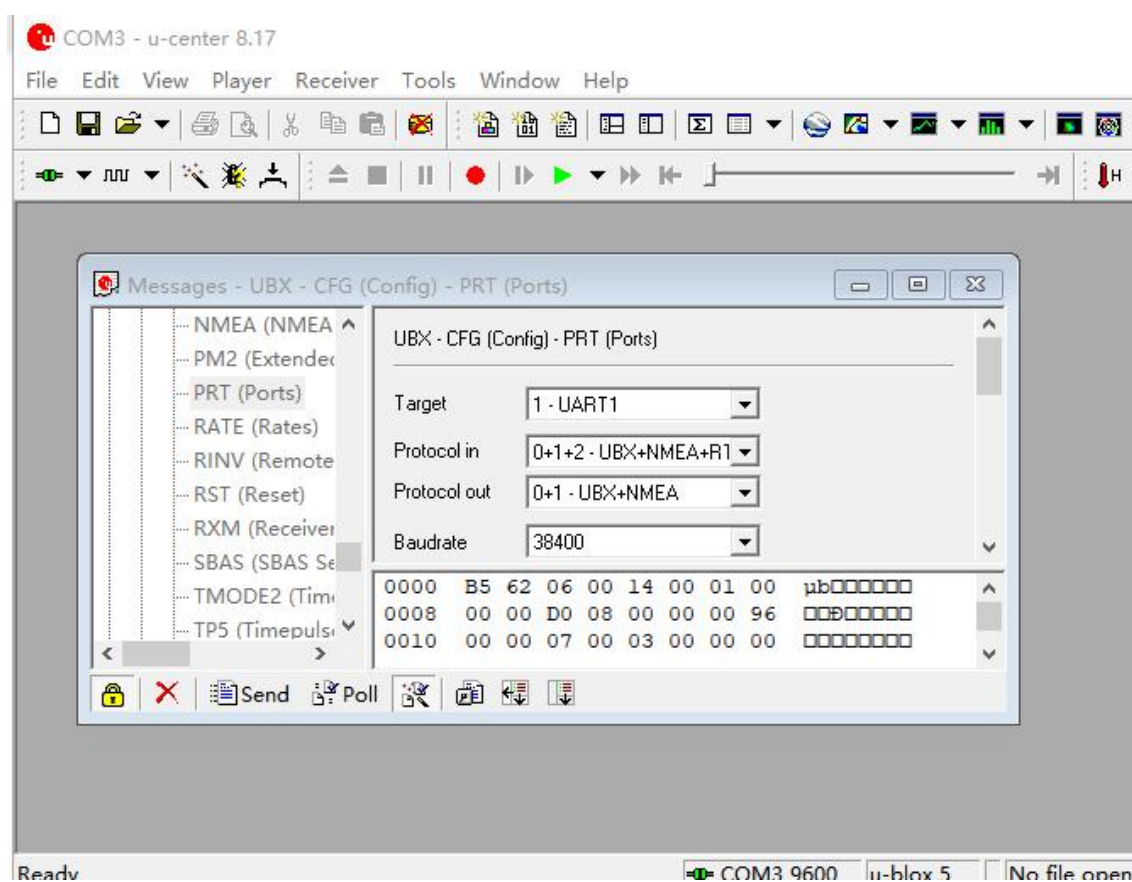 COM3 - u-center 8.17
File Edit View Player Receiver Tools Window Help
H
Messages - UBX - CFG (Config) - PRT (Ports)
NMEA (NMEA
PM2 (Extended
PRT (Ports)
RATE (Rates)
RINV (Remote
RST (Reset)
RXM (Receiver
SBAS (SBAS Se
TMODE2 (Time
TP5 (Timepulse
UBX - CFG (Config) - PRT (Ports)
Target 1 - UART1
Protocol in 0+1+2 - UBX+NMEA+RT
Protocol out 0+1 - UBX+NMEA
Baudrate 38400
0000 B5 62 06 00 14 00 01 00 µb□□□□□□
0008 00 00 D0 08 00 00 00 96 □□Ð□□□□□
0010 00 00 07 00 03 00 00 00 □□□□□□□□
Send Poll
Ready COM3 9600 u-blox 5 No file open